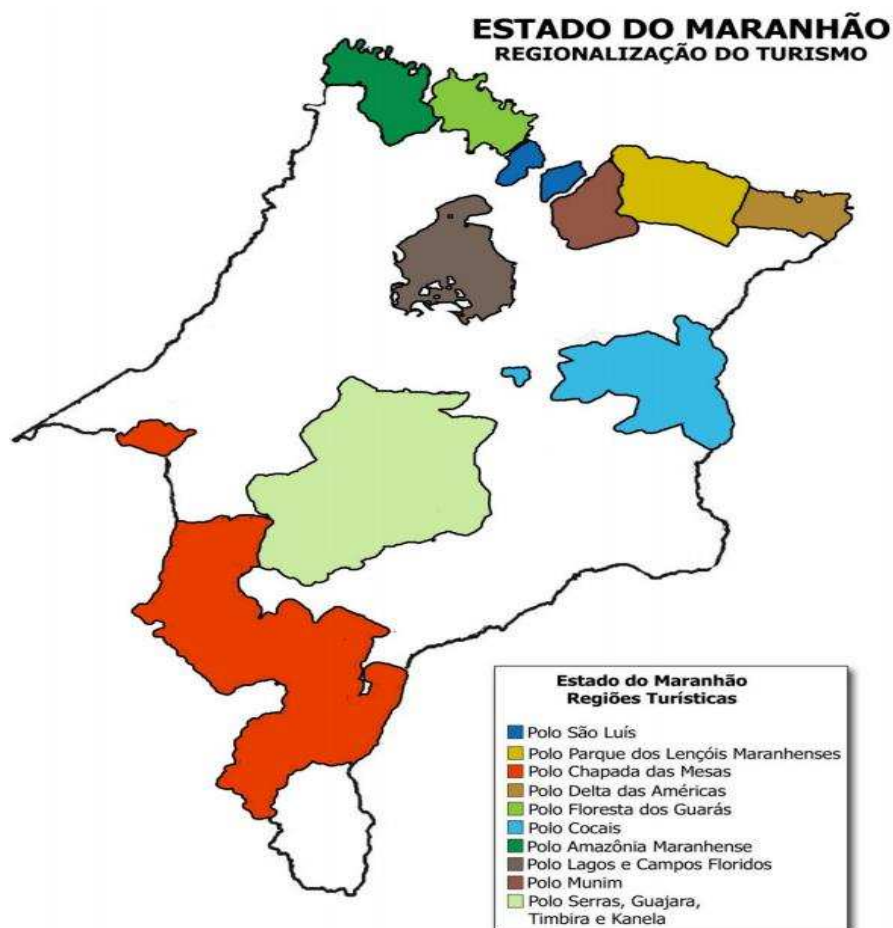 ESTADO DO MARANHÃO
REGIONALIZAÇÃO DO TURISMO
Estado do Maranhão
Regiões Turísticas
Polo São Luís
Polo Parque dos Lençóis Maranhenses
Polo Chapada das Mesas
Polo Delta das Américas
Polo Floresta dos Guarás
Polo Cocais
Polo Amazônia Maranhense
Polo Lagos e Campos Floridos
Polo Munim
Polo Serras, Guajara,
Timbira e Kanela